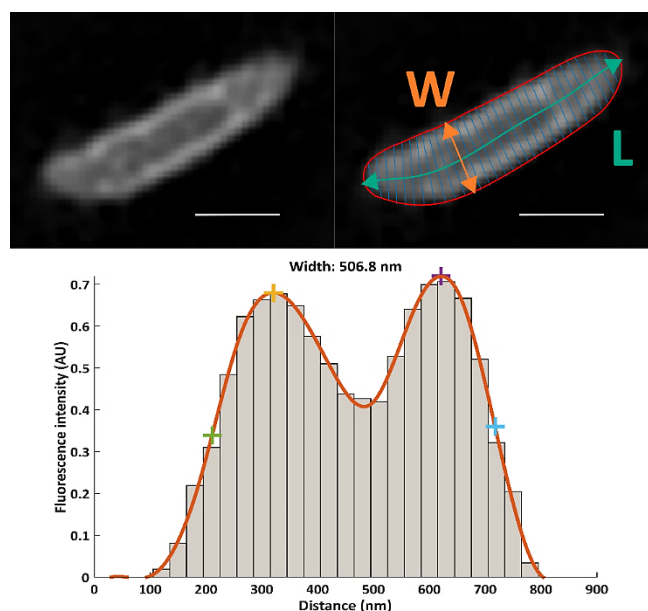 W
L
Width: 506.8 nm
Fluorescence intensity (AU)
0.7
0.6
0.5
0.4
0.3
0.2
0.1
0
0 100 200 300 400 500 600 700 800 900
Distance (nm)